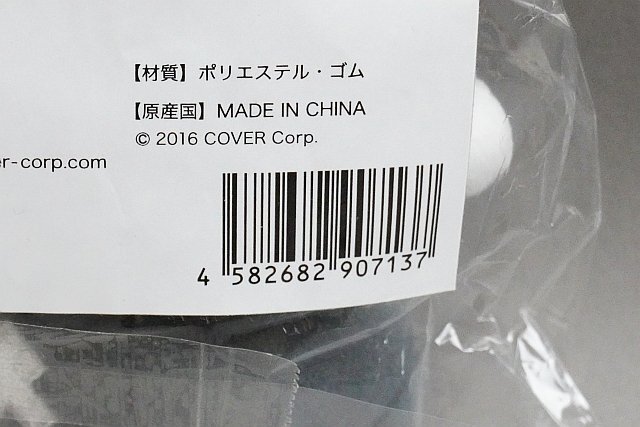 【材質】ポリエステル・ゴム
【原産国】MADE IN CHINA
© 2016 COVER Corp.
er-corp.com
4 582682 907137